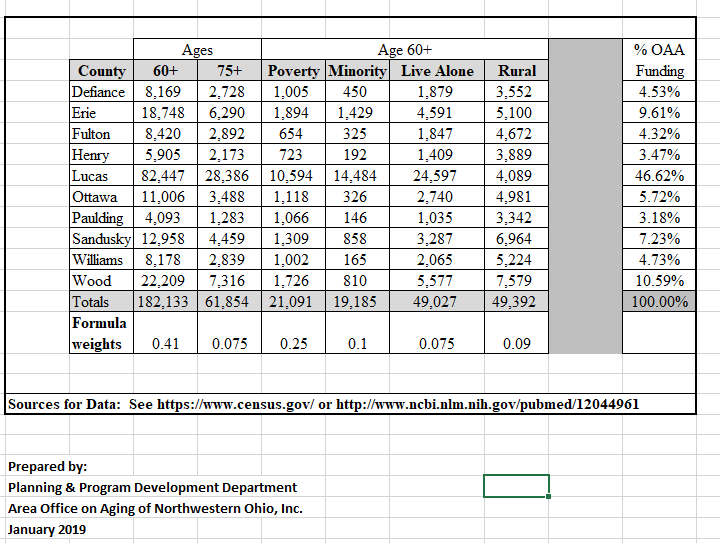 Ages Age 60+ % OAA
County 60+ 75+ Poverty Minority Live Alone Rural Funding
Defiance 8,169 2,728 1,005 450 1,879 3,552 4.53%
Erie 18,748 6,290 1,894 1,429 4,591 5,100 9.61%
Fulton 8,420 2,892 654 325 1,847 4,672 4.32%
Henry 5,905 2,173 723 192 1,409 3,889 3.47%
Lucas 82,447 28,386 10,594 14,484 24,597 4,089 46.62%
Ottawa 11,006 3,488 1,118 326 2,740 4,981 5.72%
Paulding 4,093 1,283 1,066 146 1,035 3,342 3.18%
Sandusky 12,958 4,459 1,309 858 3,287 6,964 7.23%
Williams 8,178 2,839 1,002 165 2,065 5,224 4.73%
Wood 22,209 7,316 1,726 810 5,577 7,579 10.59%
Totals 182,133 61,854 21,091 19,185 49,027 49,392 100.00%
Formula
weights 0.41 0.075 0.25 0.1 0.075 0.09
Sources for Data: See https://www.census.gov/ or http://www.ncbi.nlm.nih.gov/pubmed/12044961
Prepared by:
Planning & Program Development Department
Area Office on Aging of Northwestern Ohio, Inc.
January 2019